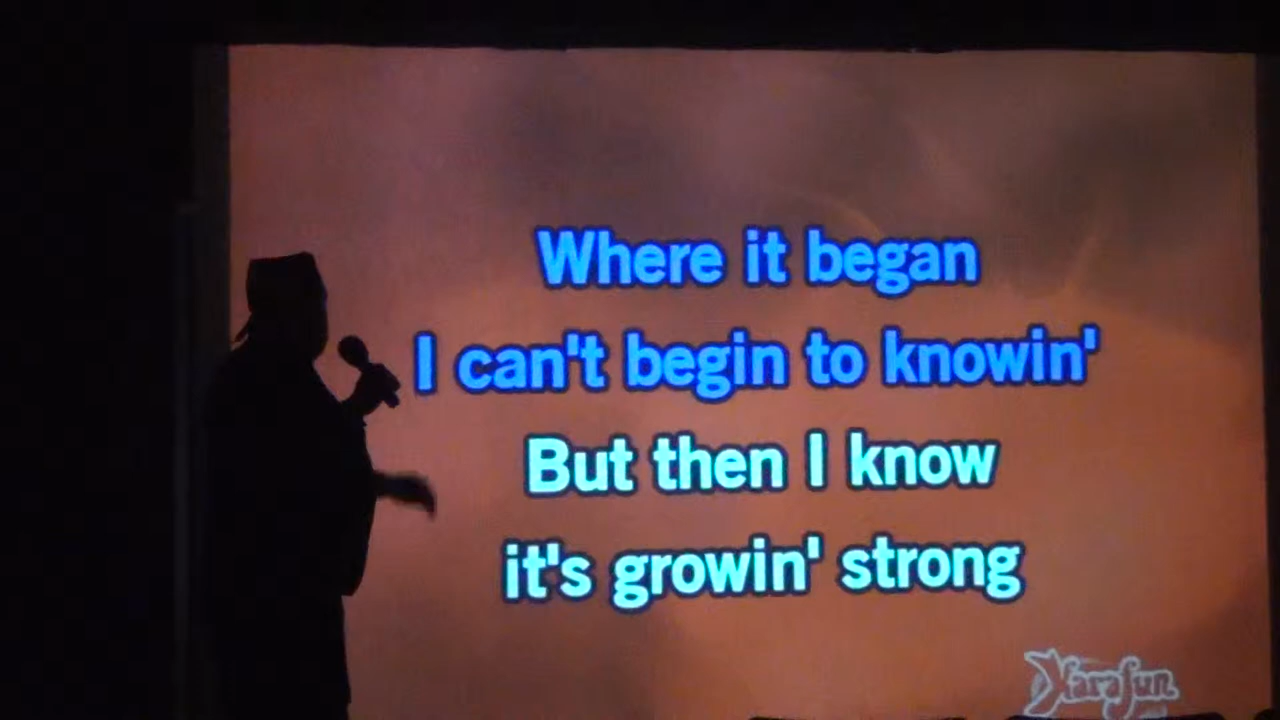 Where it began
I can't begin to knowin'
But then I know
it's growin' strong
Karafun